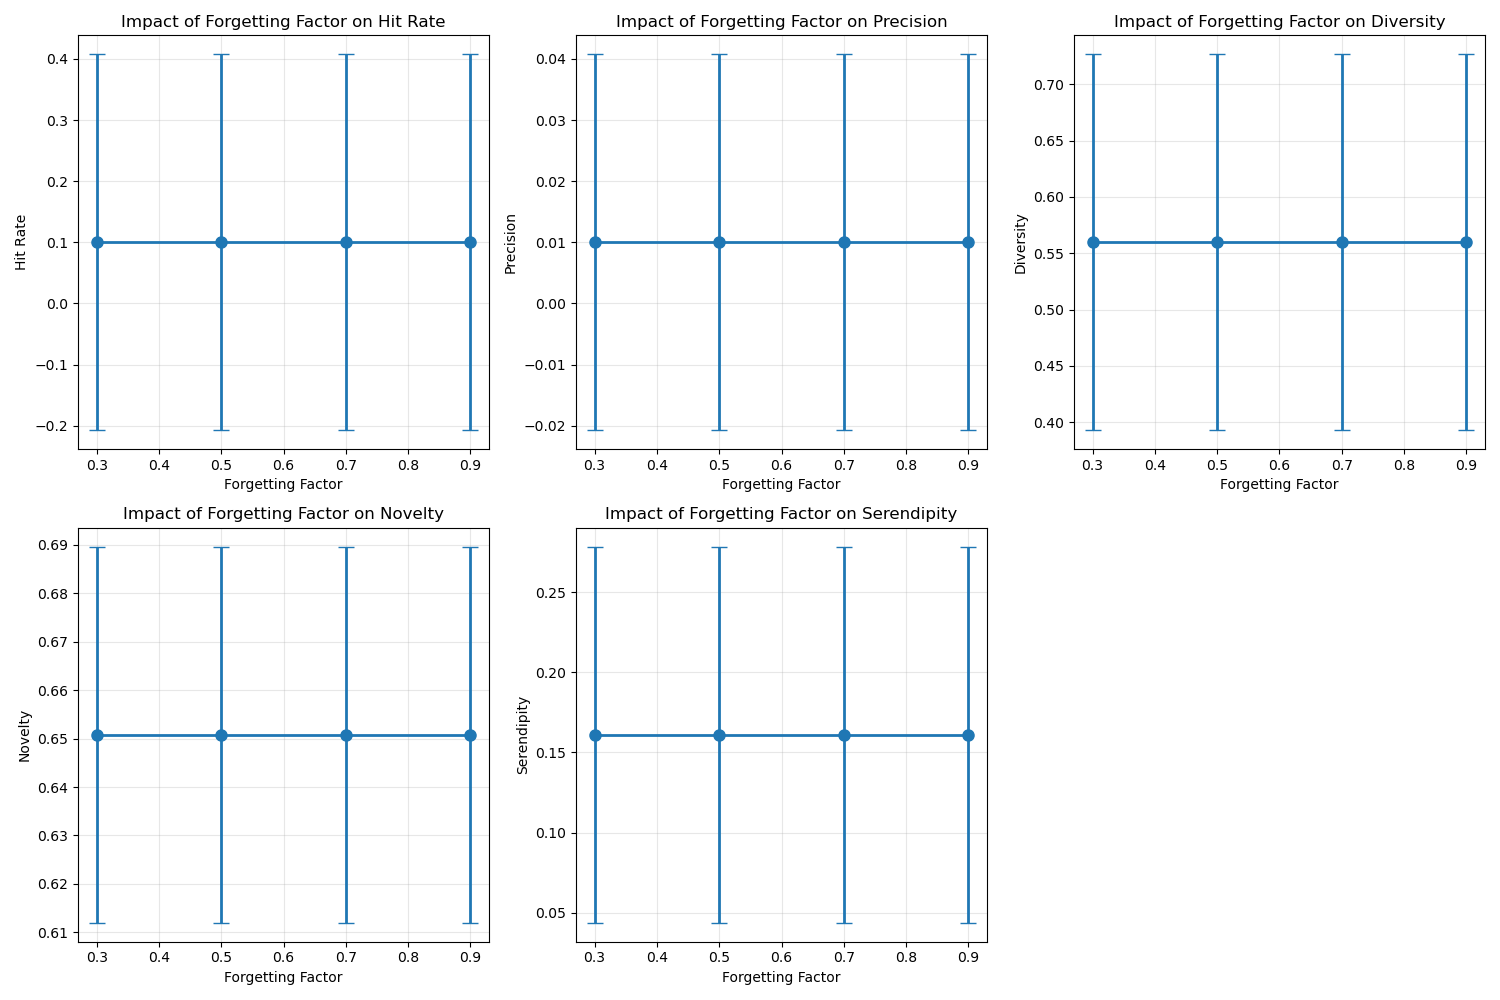 Impact of Forgetting Factor on Hit Rate
Hit Rate
0.4
0.3
0.2
0.1
0.0
−0.1
−0.2
0.3 0.4 0.5 0.6 0.7 0.8 0.9
Forgetting Factor
Impact of Forgetting Factor on Precision
Precision
0.04
0.03
0.02
0.01
0.00
−0.01
−0.02
0.3 0.4 0.5 0.6 0.7 0.8 0.9
Forgetting Factor
Impact of Forgetting Factor on Diversity
Diversity
0.70
0.65
0.60
0.55
0.50
0.45
0.40
0.3 0.4 0.5 0.6 0.7 0.8 0.9
Forgetting Factor
Impact of Forgetting Factor on Novelty
Novelty
0.69
0.68
0.67
0.66
0.65
0.64
0.63
0.62
0.61
0.3 0.4 0.5 0.6 0.7 0.8 0.9
Forgetting Factor
Impact of Forgetting Factor on Serendipity
Serendipity
0.25
0.20
0.15
0.10
0.05
0.3 0.4 0.5 0.6 0.7 0.8 0.9
Forgetting Factor